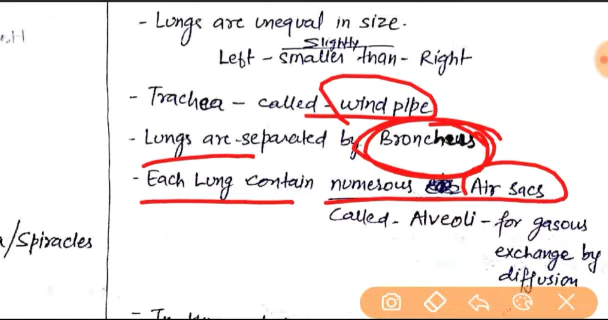 - Lungs are unequal in size.
Slightly
Left - smaller than - Right
- Trachea - called - wind pipe
- Lungs are separated by Bronchus
- Each Lung contain numerous Air sacs
Called - Alveoli - for gasous
exchange by
diffusion
/Spiracles